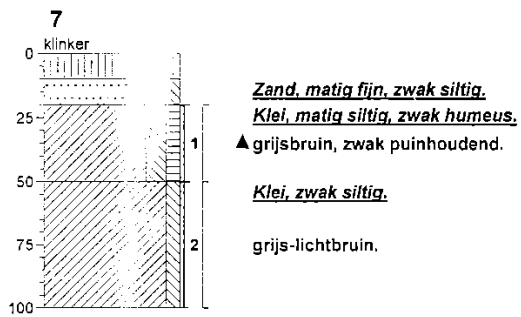 7
klinker
0
Zand, matig fijn, zwak siltig.
25
Klei, matig siltig, zwak humeus.
1
grijsbruin, zwak puinhoudend.
50
Klei, zwak siltig.
75
2
grijs-lichtbruin.
100